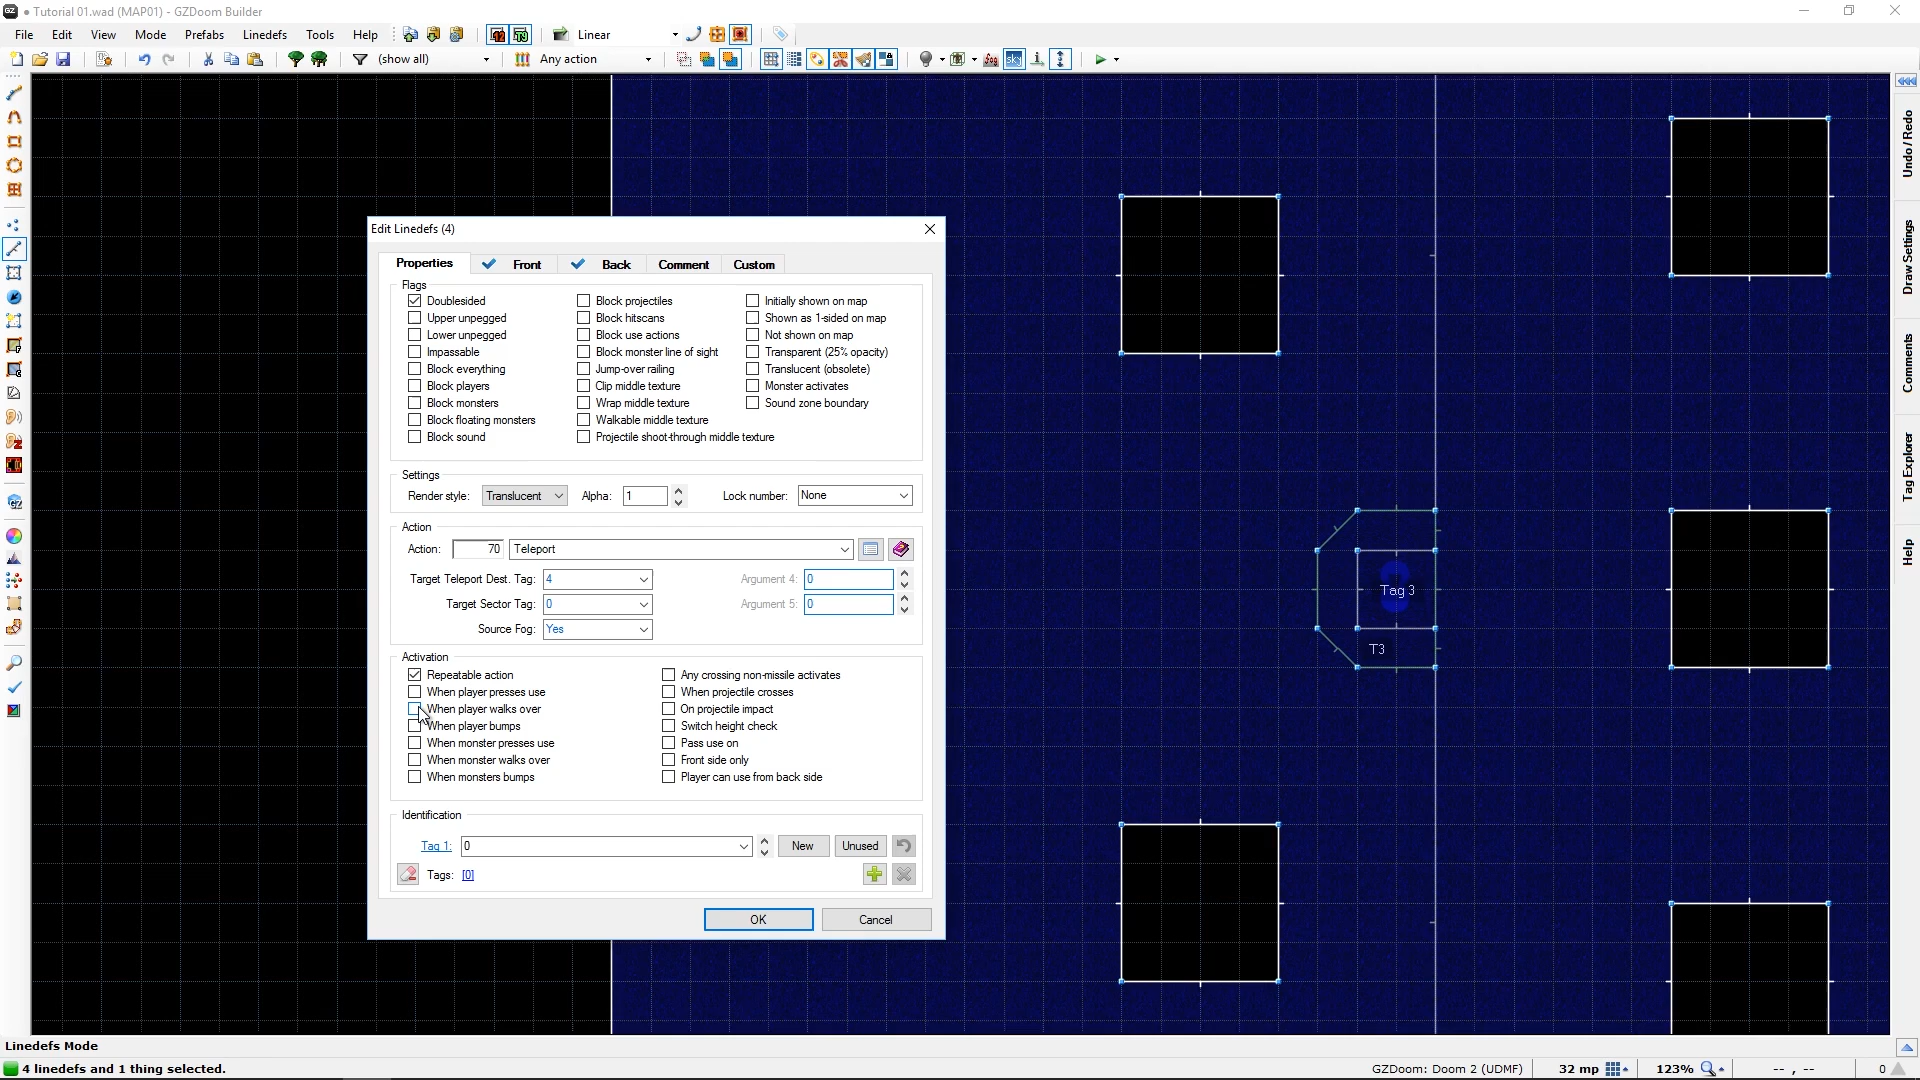 Tutorial 01.wad (MAP01) - GZDoom Builder
File Edit View Mode Prefabs Linedefs Tools Help Linear
(show all) Any action
Edit Linedefs (4)
Properties Front Back Comment Custom
Flags
Doublesided Block projectiles Initially shown on map
Upper unpegged Block hitscans Shown as 1-sided on map
Lower unpegged Block use actions Not shown on map
Impassable Block monster line of sight Transparent (25% opacity)
Block everything Jump-over railing Translucent (obsolete)
Block players Clip middle texture Monster activates
Block monsters Wrap middle texture Sound zone boundary
Block floating monsters Walkable middle texture
Block sound Projectile shoot-through middle texture
Settings
Render style: Translucent Alpha: 1 Lock number: None
Action
Action: 70 Teleport
Target Teleport Dest. Tag: 4 Argument 4: 0
Target Sector Tag: 0 Argument 5: 0
Source Fog: Yes
Activation
Repeatable action Any crossing non-missile activates
When player presses use When projectile crosses
When player walks over On projectile impact
When player bumps Switch height check
When monster presses use Pass use on
When monster walks over Front side only
When monsters bumps Player can use from back side
Identification
Tag 1: 0 New Unused
Tags: [0]
OK Cancel
Tag 3
T3
Undo / Redo
Draw Settings
Comments
Tag Explorer
Help
Linedefs Mode
4 linedefs and 1 thing selected. GZDoom: Doom 2 (UDMF) 32 mp 123% -- , -- 0